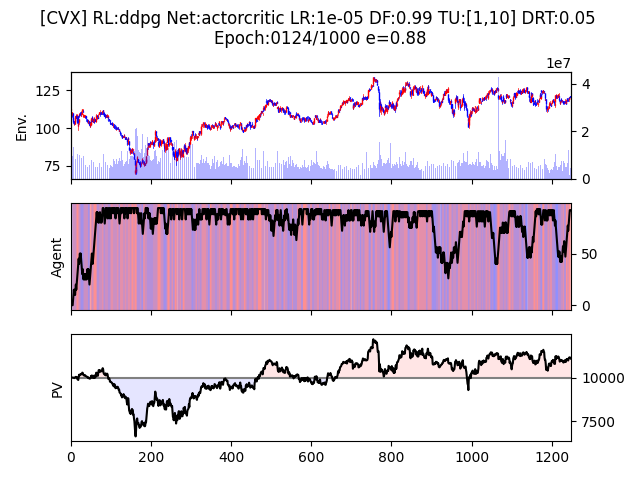 [CVX] RL:ddpg Net:actorcritic LR:1e-05 DF:0.99 TU:[1,10] DRT:0.05
Epoch:0124/1000 e=0.88
1e7
125
100
75
Env.
4
2
0
Agent
50
0
PV
10000
7500
0 200 400 600 800 1000 1200